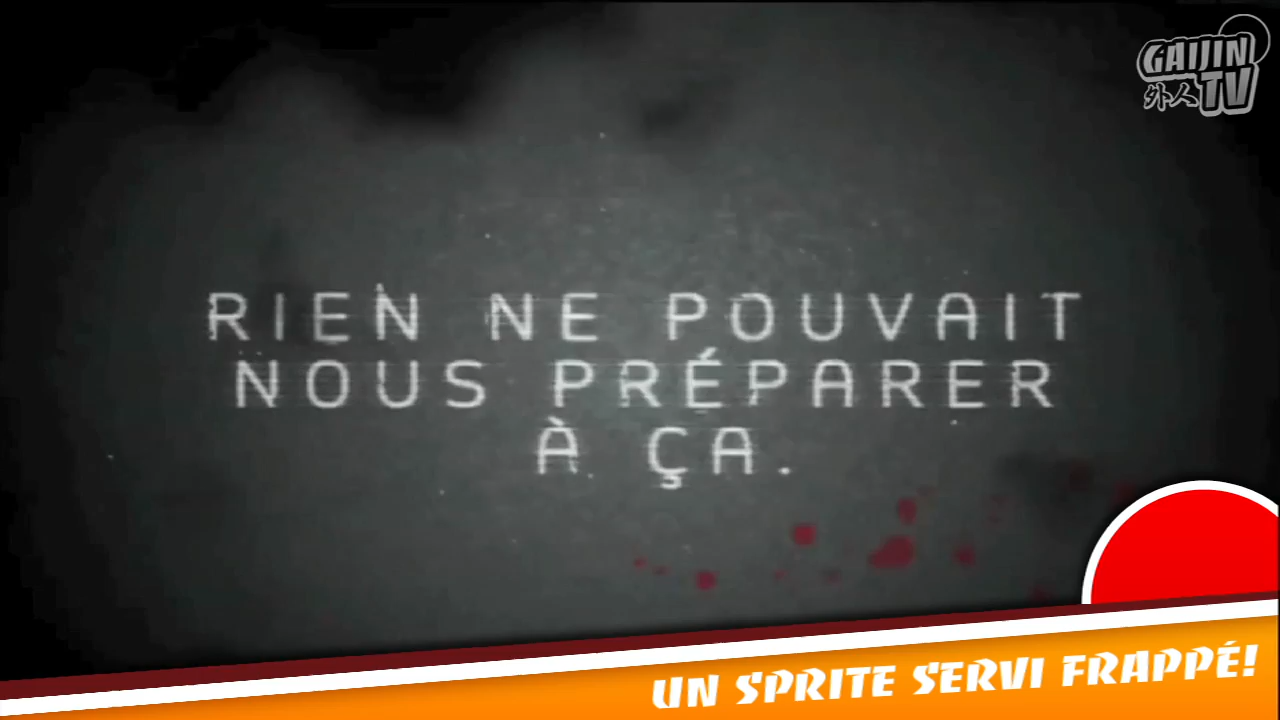 GAIJIN
外人 TV
RIEN NE POUVAIT
NOUS PRÉPARER
À ÇA.
UN SPRITE SERVI FRAPPÉ!